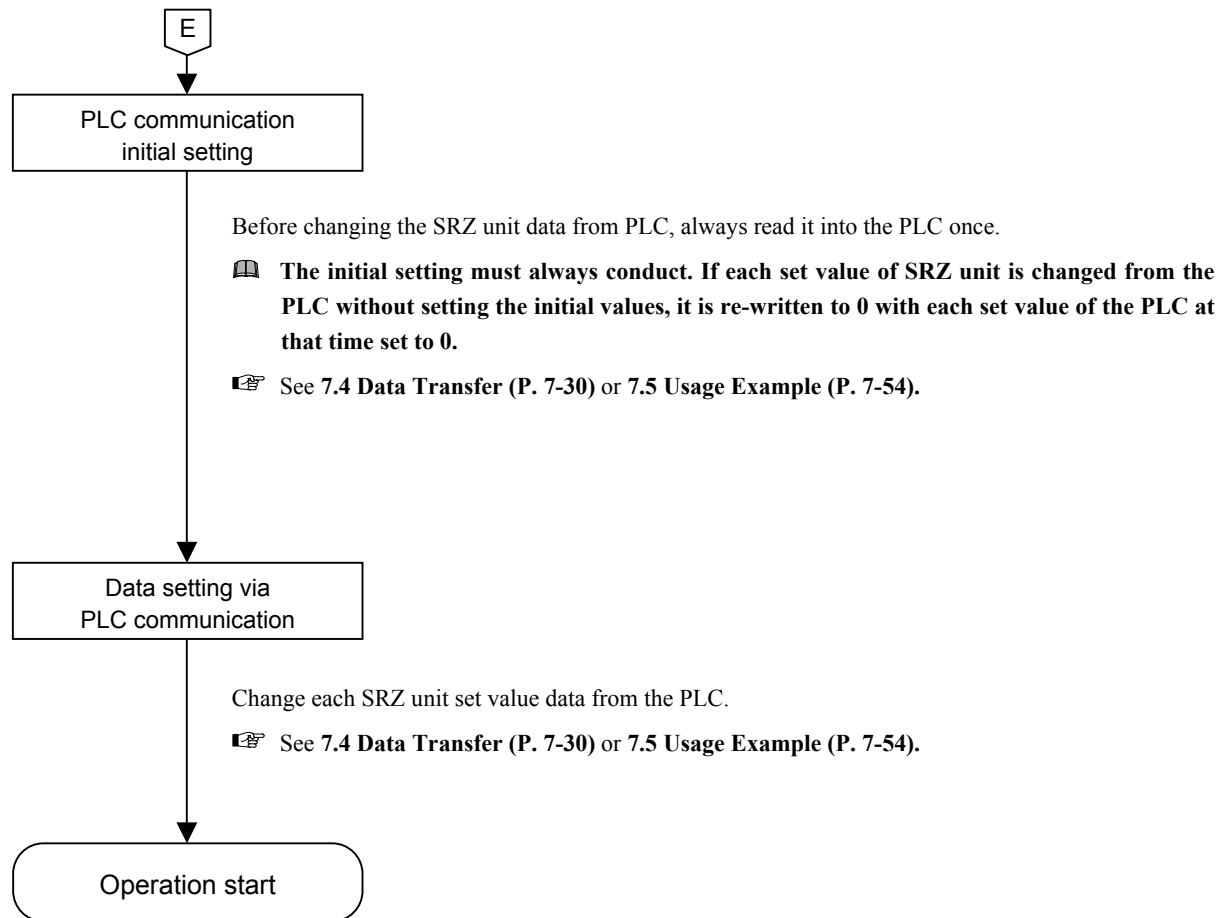 E
PLC communication
initial setting
Before changing the SRZ unit data from PLC, always read it into the PLC once.
The initial setting must always conduct. If each set value of SRZ unit is changed from the
PLC without setting the initial values, it is re-written to 0 with each set value of the PLC at
that time set to 0.
See 7.4 Data Transfer (P. 7-30) or 7.5 Usage Example (P. 7-54).
Data setting via
PLC communication
Change each SRZ unit set value data from the PLC.
See 7.4 Data Transfer (P. 7-30) or 7.5 Usage Example (P. 7-54).
Operation start